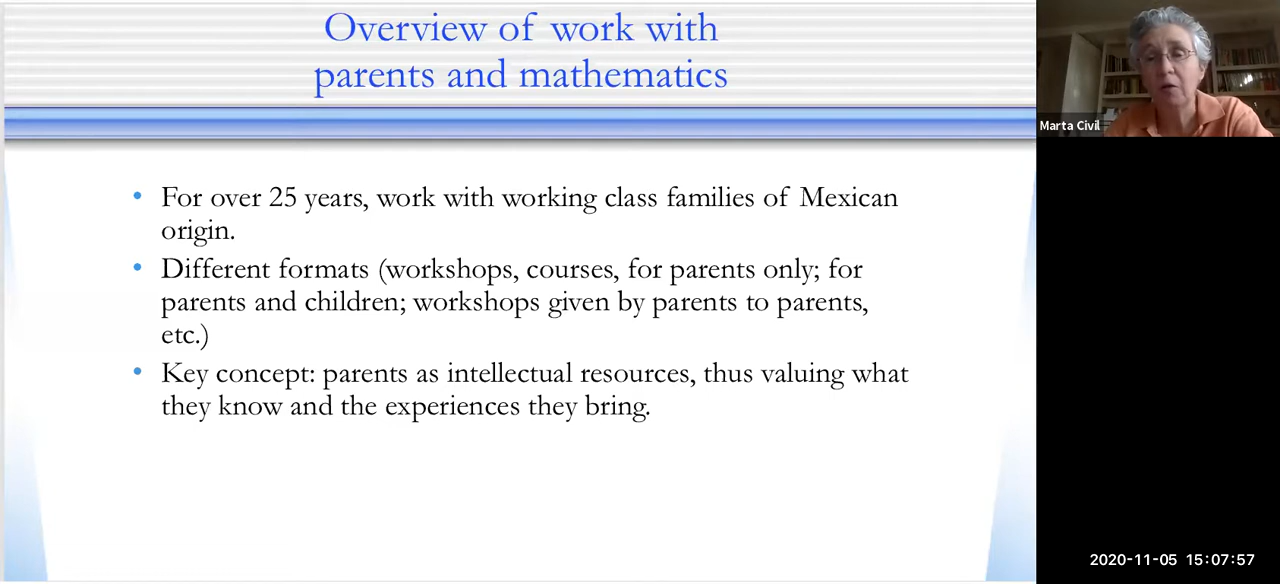 Overview of work with
parents and mathematics
Marta Civil
• For over 25 years, work with working class families of Mexican
origin.
• Different formats (workshops, courses, for parents only; for
parents and children; workshops given by parents to parents,
etc.)
• Key concept: parents as intellectual resources, thus valuing what
they know and the experiences they bring.
2020-11-05 15:07:57